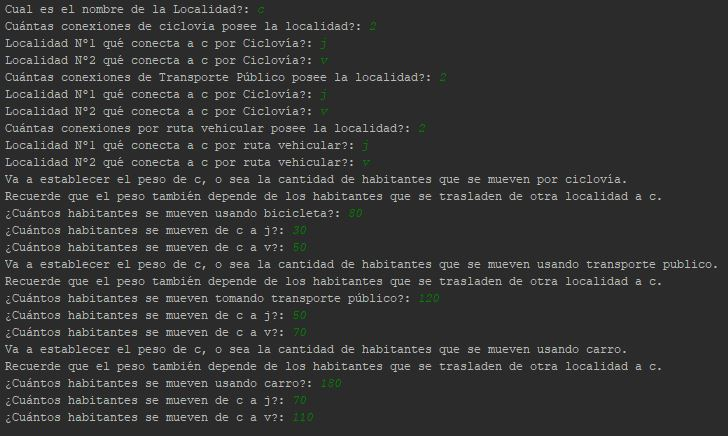 Cual es el nombre de la Localidad?: c
Cuántas conexiones de ciclovia posee la localidad?: 2
Localidad N°1 qué conecta a c por Ciclovía?: j
Localidad N°2 qué conecta a c por Ciclovía?: v
Cuántas conexiones de Transporte Público posee la localidad?: 2
Localidad N°1 qué conecta a c por Ciclovía?: j
Localidad N°2 qué conecta a c por Ciclovía?: v
Cuántas conexiones por ruta vehicular posee la localidad?: 2
Localidad N°1 qué conecta a c por ruta vehicular?: j
Localidad N°2 qué conecta a c por ruta vehicular?: v
Va a establecer el peso de c, o sea la cantidad de habitantes que se mueven por ciclovía.
Recuerde que el peso también depende de los habitantes que se trasladen de otra localidad a c.
¿Cuántos habitantes se mueven usando bicicleta?: 80
¿Cuántos habitantes se mueven de c a j?: 30
¿Cuántos habitantes se mueven de c a v?: 50
Va a establecer el peso de c, o sea la cantidad de habitantes que se mueven usando transporte publico.
Recuerde que el peso también depende de los habitantes que se trasladen de otra localidad a c.
¿Cuántos habitantes se mueven tomando transporte público?: 120
¿Cuántos habitantes se mueven de c a j?: 50
¿Cuántos habitantes se mueven de c a v?: 70
Va a establecer el peso de c, o sea la cantidad de habitantes que se mueven usando carro.
Recuerde que el peso también depende de los habitantes que se trasladen de otra localidad a c.
¿Cuántos habitantes se mueven usando carro?: 180
¿Cuántos habitantes se mueven de c a j?: 70
¿Cuántos habitantes se mueven de c a v?: 110